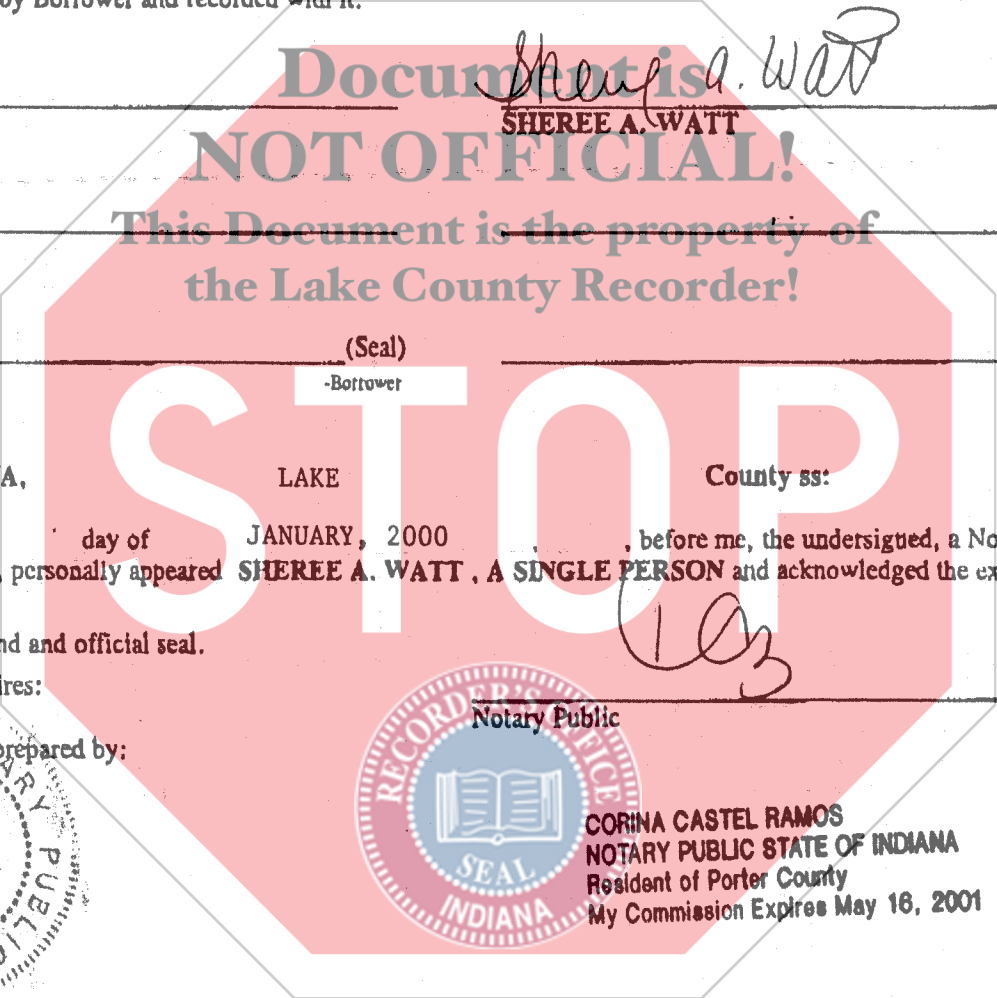 by Borrower and recorded with it.
Document is
Sheree A. Watt
SHEREE A. WATT
NOT OFFICIAL!
This Document is the property of
the Lake County Recorder!
(Seal)
-Borrower
STOP
A, LAKE County ss:
day of JANUARY, 2000 , before me, the undersigned, a No
, personally appeared SHEREE A. WATT , A SINGLE PERSON and acknowledged the ex
nd and official seal.
ires:
Notary Public
prepared by:
RECORDER'S OFFICE
SEAL
INDIANA
ARY PUBLIC
CORINA CASTEL RAMOS
NOTARY PUBLIC STATE OF INDIANA
Resident of Porter County
My Commission Expires May 16, 2001